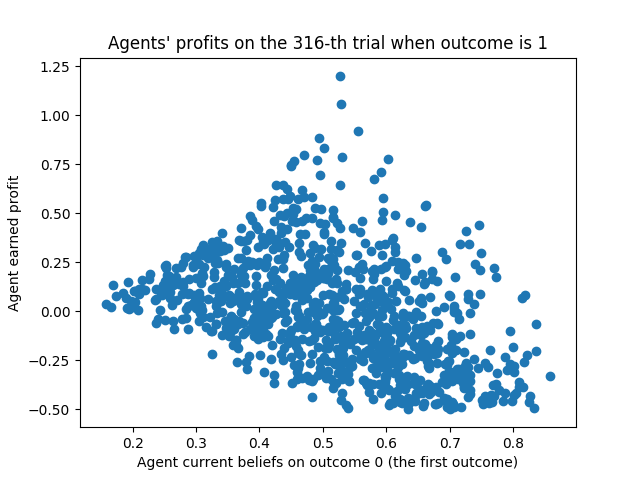 Agents' profits on the 316-th trial when outcome is 1
1.25
1.00
0.75
0.50
0.25
0.00
−0.25
−0.50
Agent earned profit
0.2 0.3 0.4 0.5 0.6 0.7 0.8
Agent current beliefs on outcome 0 (the first outcome)